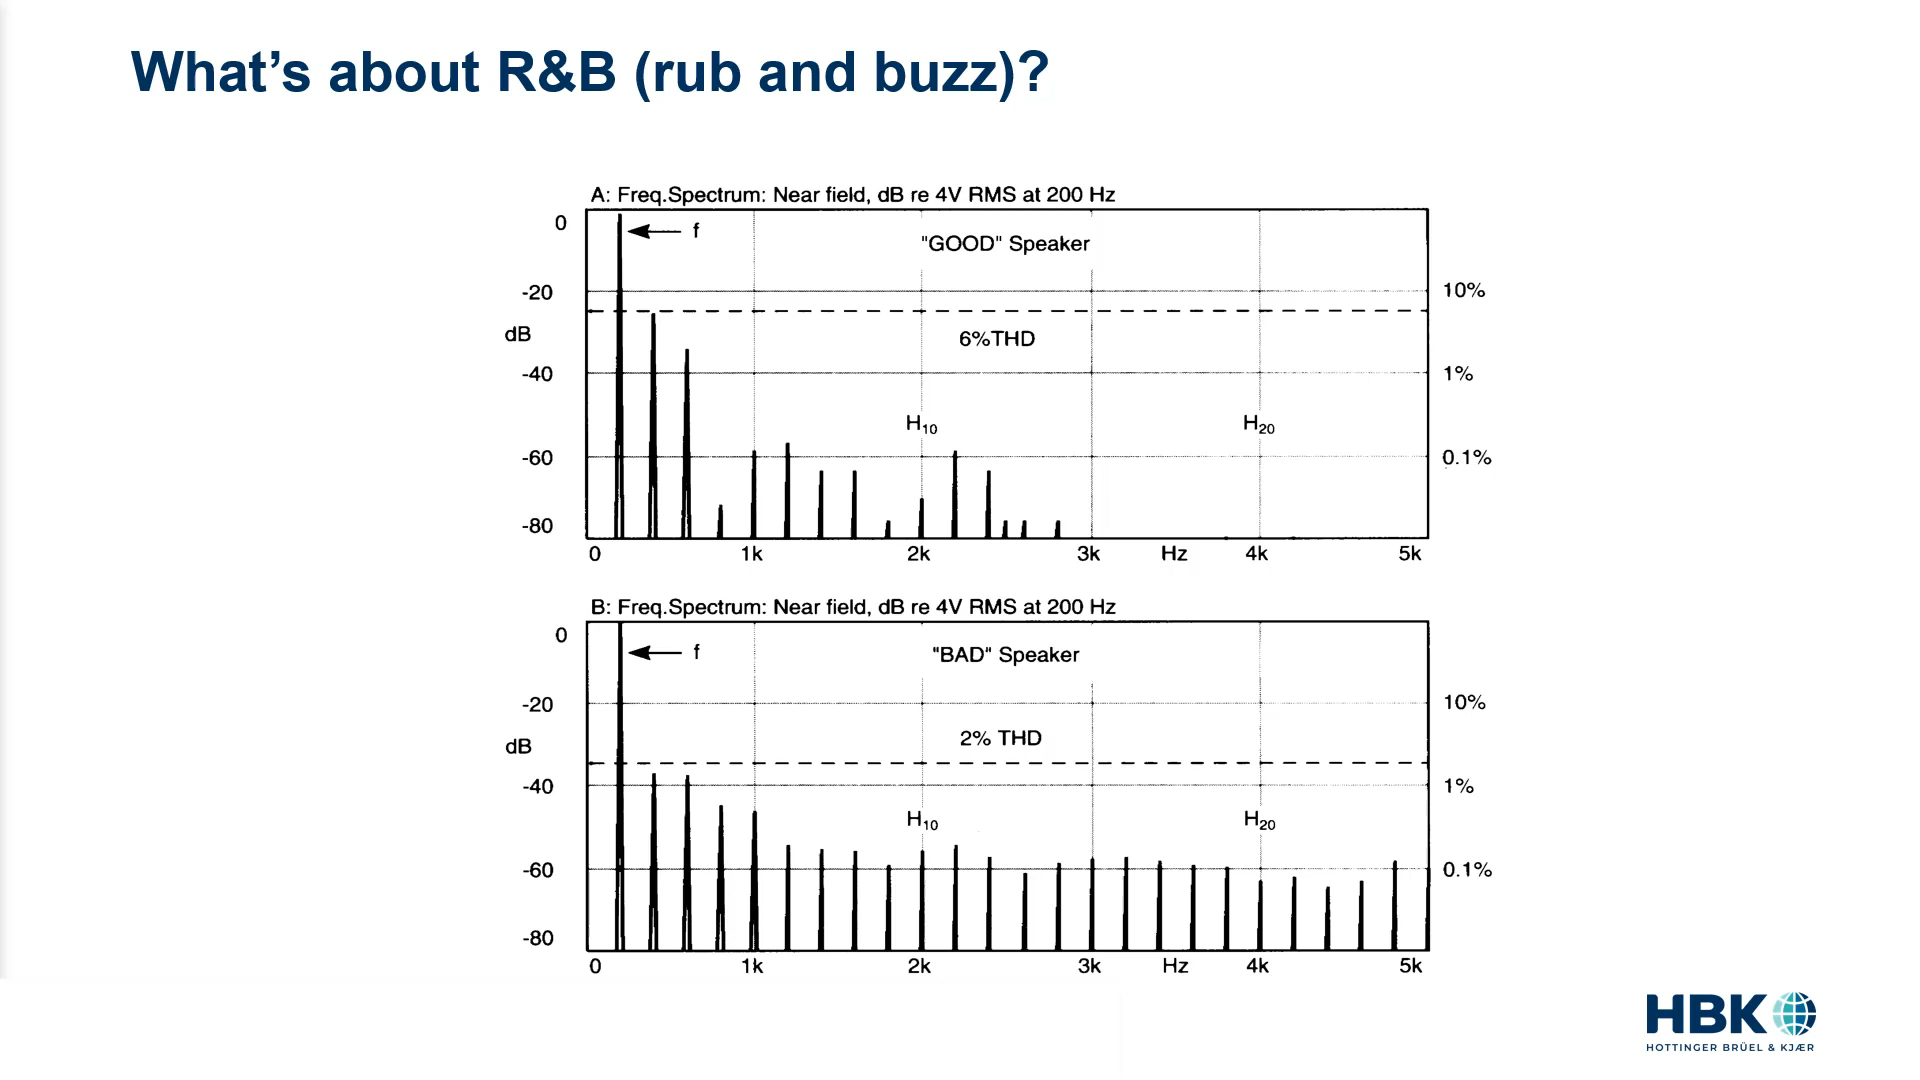 What’s about R&B (rub and buzz)?
A: Freq.Spectrum: Near field, dB re 4V RMS at 200 Hz
0
f
"GOOD" Speaker
-20
10%
dB
6%THD
-40
1%
H10
H20
-60
0.1%
-80
0 1k 2k 3k Hz 4k 5k
B: Freq.Spectrum: Near field, dB re 4V RMS at 200 Hz
0
f
"BAD" Speaker
-20
10%
dB
2% THD
-40
1%
H10
H20
-60
0.1%
-80
0 1k 2k 3k Hz 4k 5k
HBK
HOTTINGER BRÜEL & KJÆR